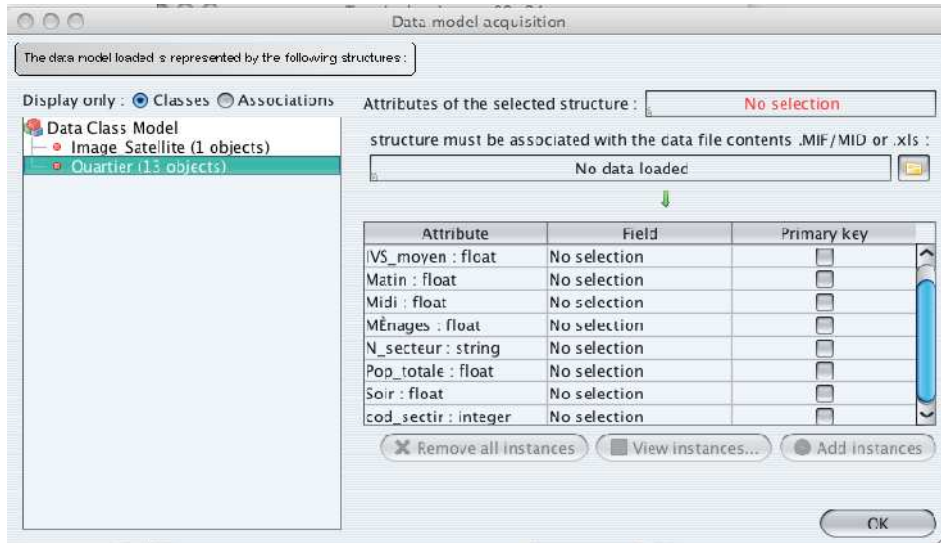 Data model acquisition
The data model loaded is represented by the following structures :
Display only : Classes Associations
Data Class Model
Image_Satellite (1 objects)
Quartier (13 objects)
Attributes of the selected structure : No selection
structure must be associated with the data file contents .MIF/MID or .xls :
No data loaded
Attribute Field Primary key
IVS_moyen : float No selection
Matin : float No selection
Midi : float No selection
MÈnages : float No selection
N_secteur : string No selection
Pop_totale : float No selection
Soir : float No selection
cod_sectir : integer No selection
Remove all instances View instances... Add instances
OK